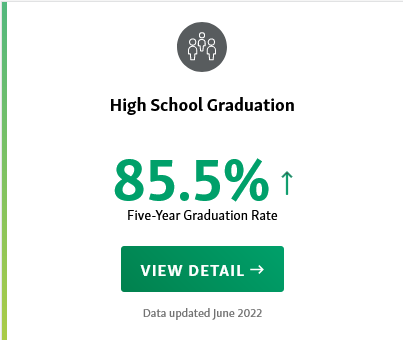 High School Graduation
85.5% ↑
Five-Year Graduation Rate
VIEW DETAIL →
Data updated June 2022